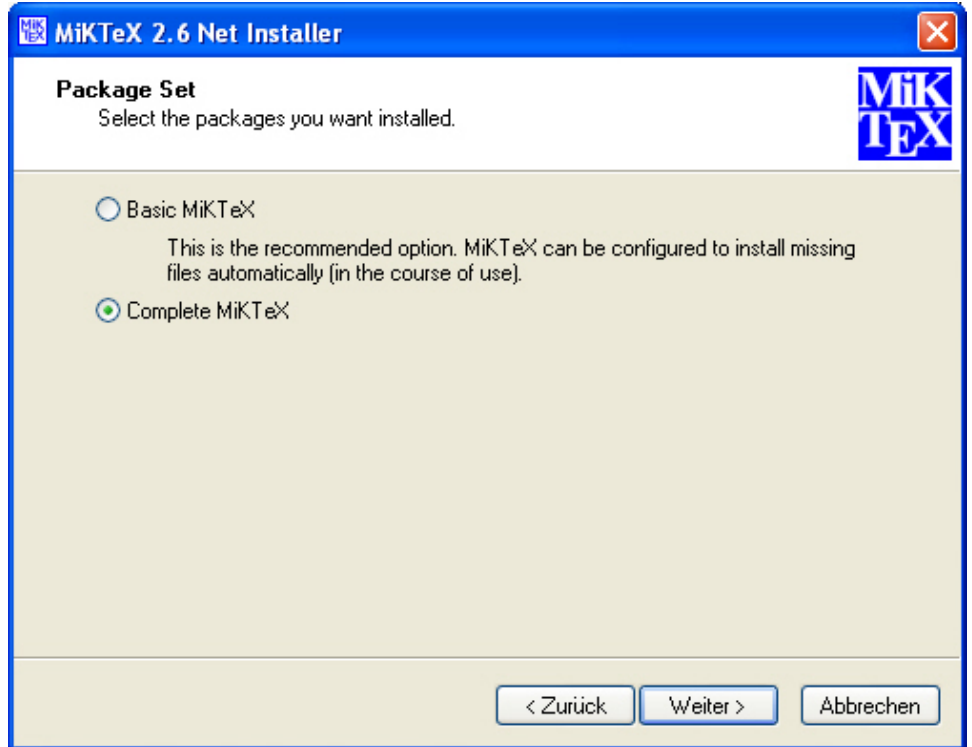 MiKTeX 2.6 Net Installer
Package Set
Select the packages you want installed.
MiK
TEX
Basic MiKTeX
This is the recommended option. MiKTeX can be configured to install missing
files automatically (in the course of use).
Complete MiKTeX
< Zurück
Weiter >
Abbrechen